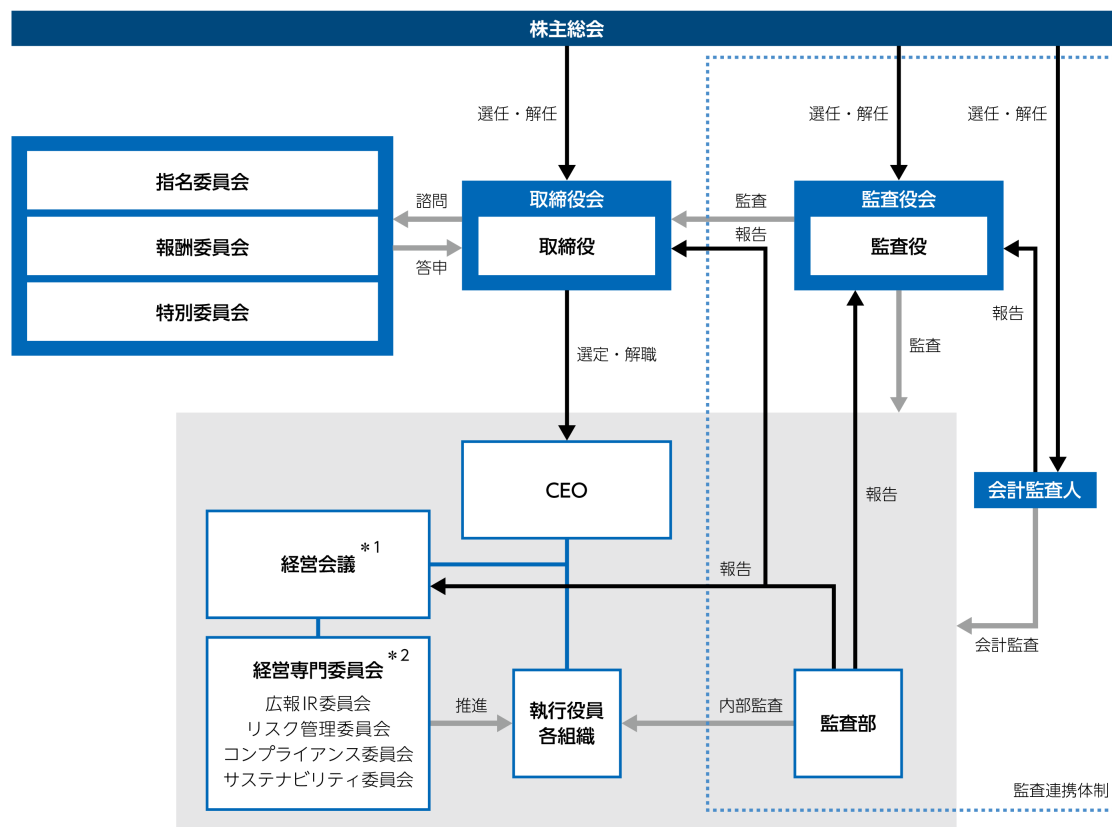 株主総会
選任・解任
選任・解任
選任・解任
指名委員会
報酬委員会
特別委員会
諮問
答申
取締役会
取締役
監査
報告
監査役会
監査役
報告
選定・解職
監査
CEO
報告
会計監査人
経営会議 *1
報告
会計監査
経営専門委員会 *2
広報IR委員会
リスク管理委員会
コンプライアンス委員会
サステナビリティ委員会
推進
執行役員
各組織
内部監査
監査部
監査連携体制